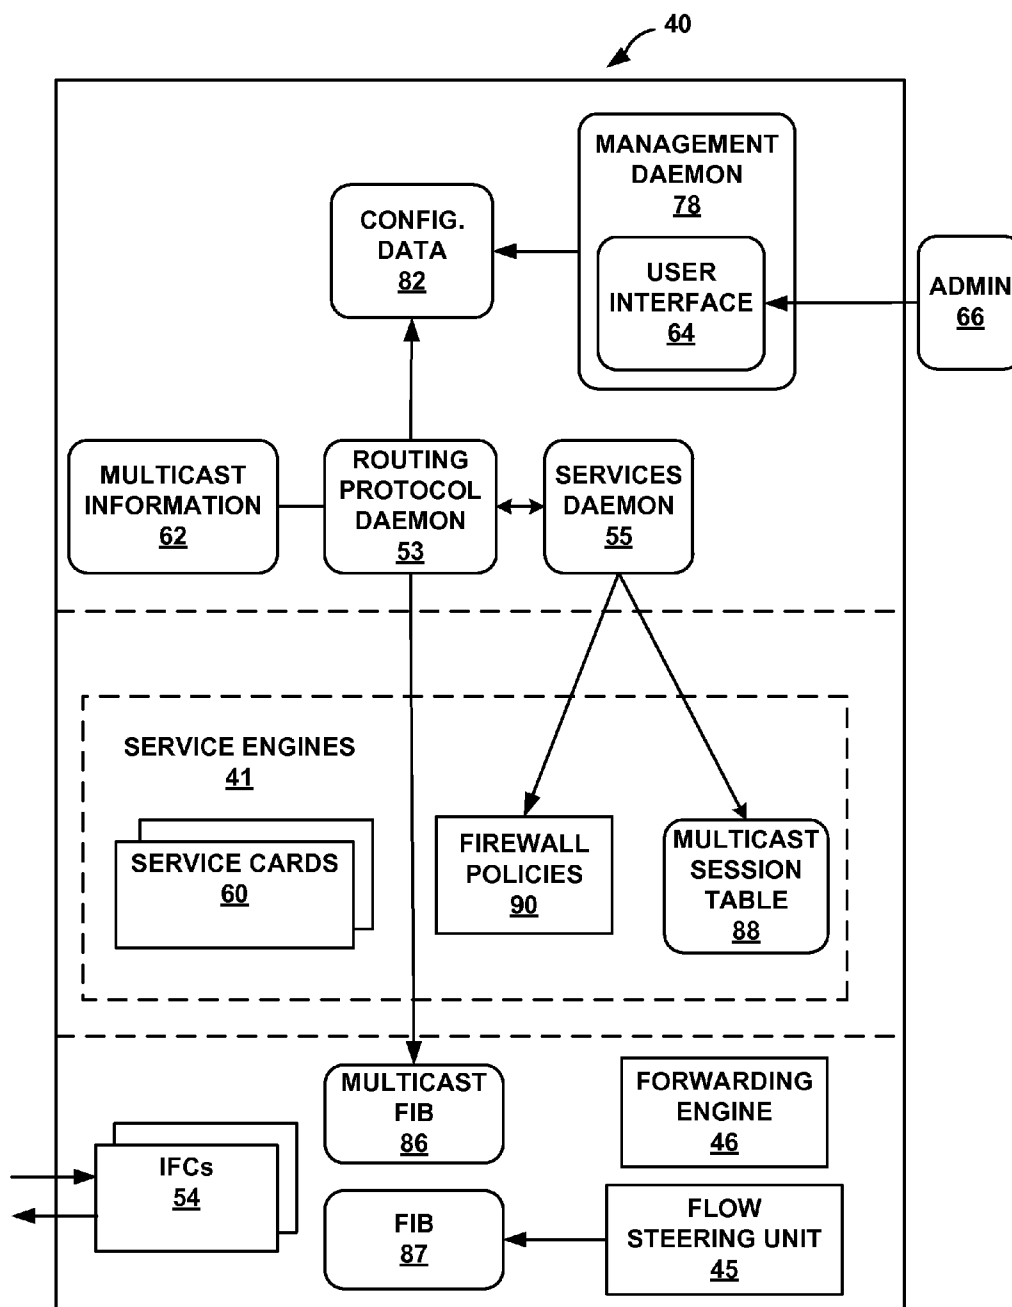 40
MANAGEMENT
DAEMON
78
CONFIG.
DATA
82
USER
INTERFACE
64
ADMIN
66
MULTICAST
INFORMATION
62
ROUTING
PROTOCOL
DAEMON
53
SERVICES
DAEMON
55
SERVICE ENGINES
41
SERVICE CARDS
60
FIREWALL
POLICIES
90
MULTICAST
SESSION
TABLE
88
MULTICAST
FIB
86
FORWARDING
ENGINE
46
IFCs
54
FIB
87
FLOW
STEERING UNIT
45